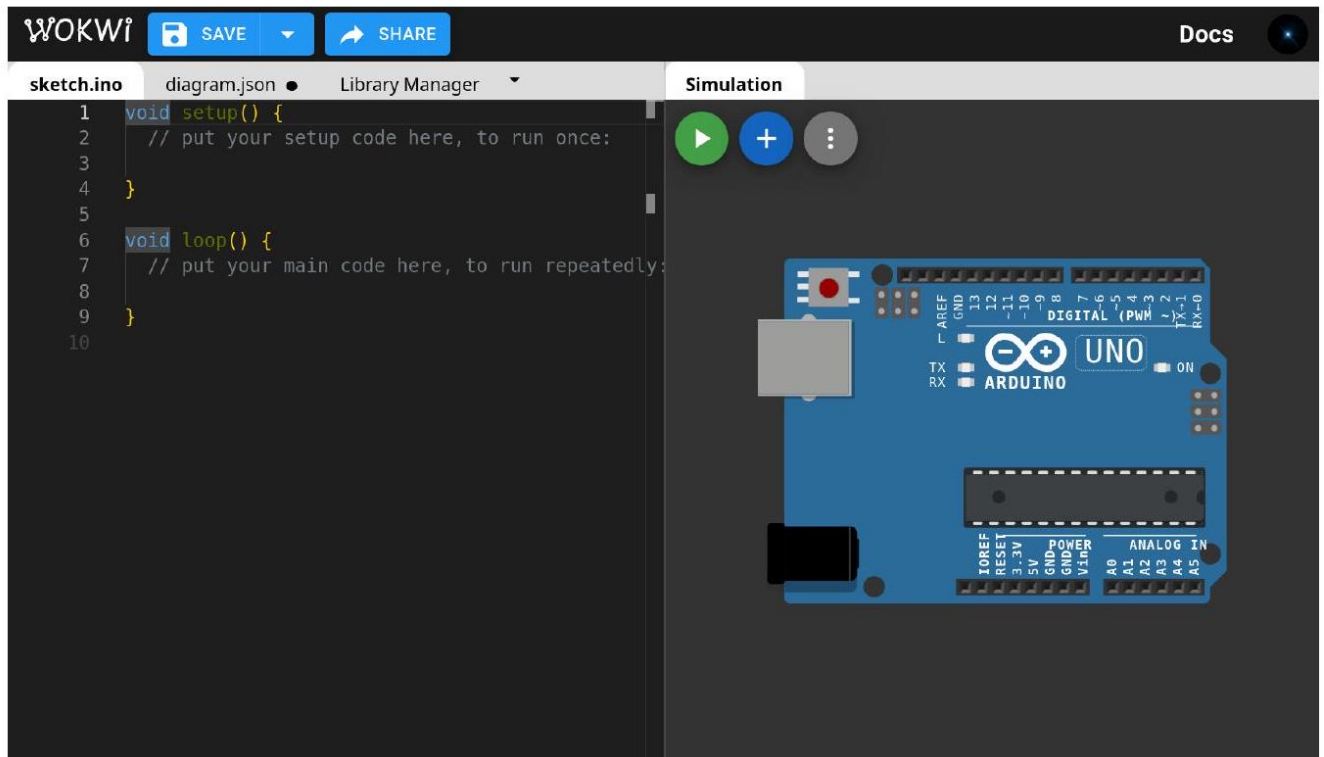 WOKWi SAVE SHARE Docs
sketch.ino diagram.json ● Library Manager
1 void setup() {
2 // put your setup code here, to run once:
3
4 }
5
6 void loop() {
7 // put your main code here, to run repeatedly:
8
9 }
10
Simulation
AREF GND 13 12 ~11 ~10 ~9 8 7 ~6 ~5 4 ~3 2 TX→1 RX←0
DIGITAL (PWM ~)
L
UNO
TX
ON
RX
ARDUINO
IOREF RESET 3.3V 5V GND GND Vin A0 A1 A2 A3 A4 A5
POWER ANALOG IN